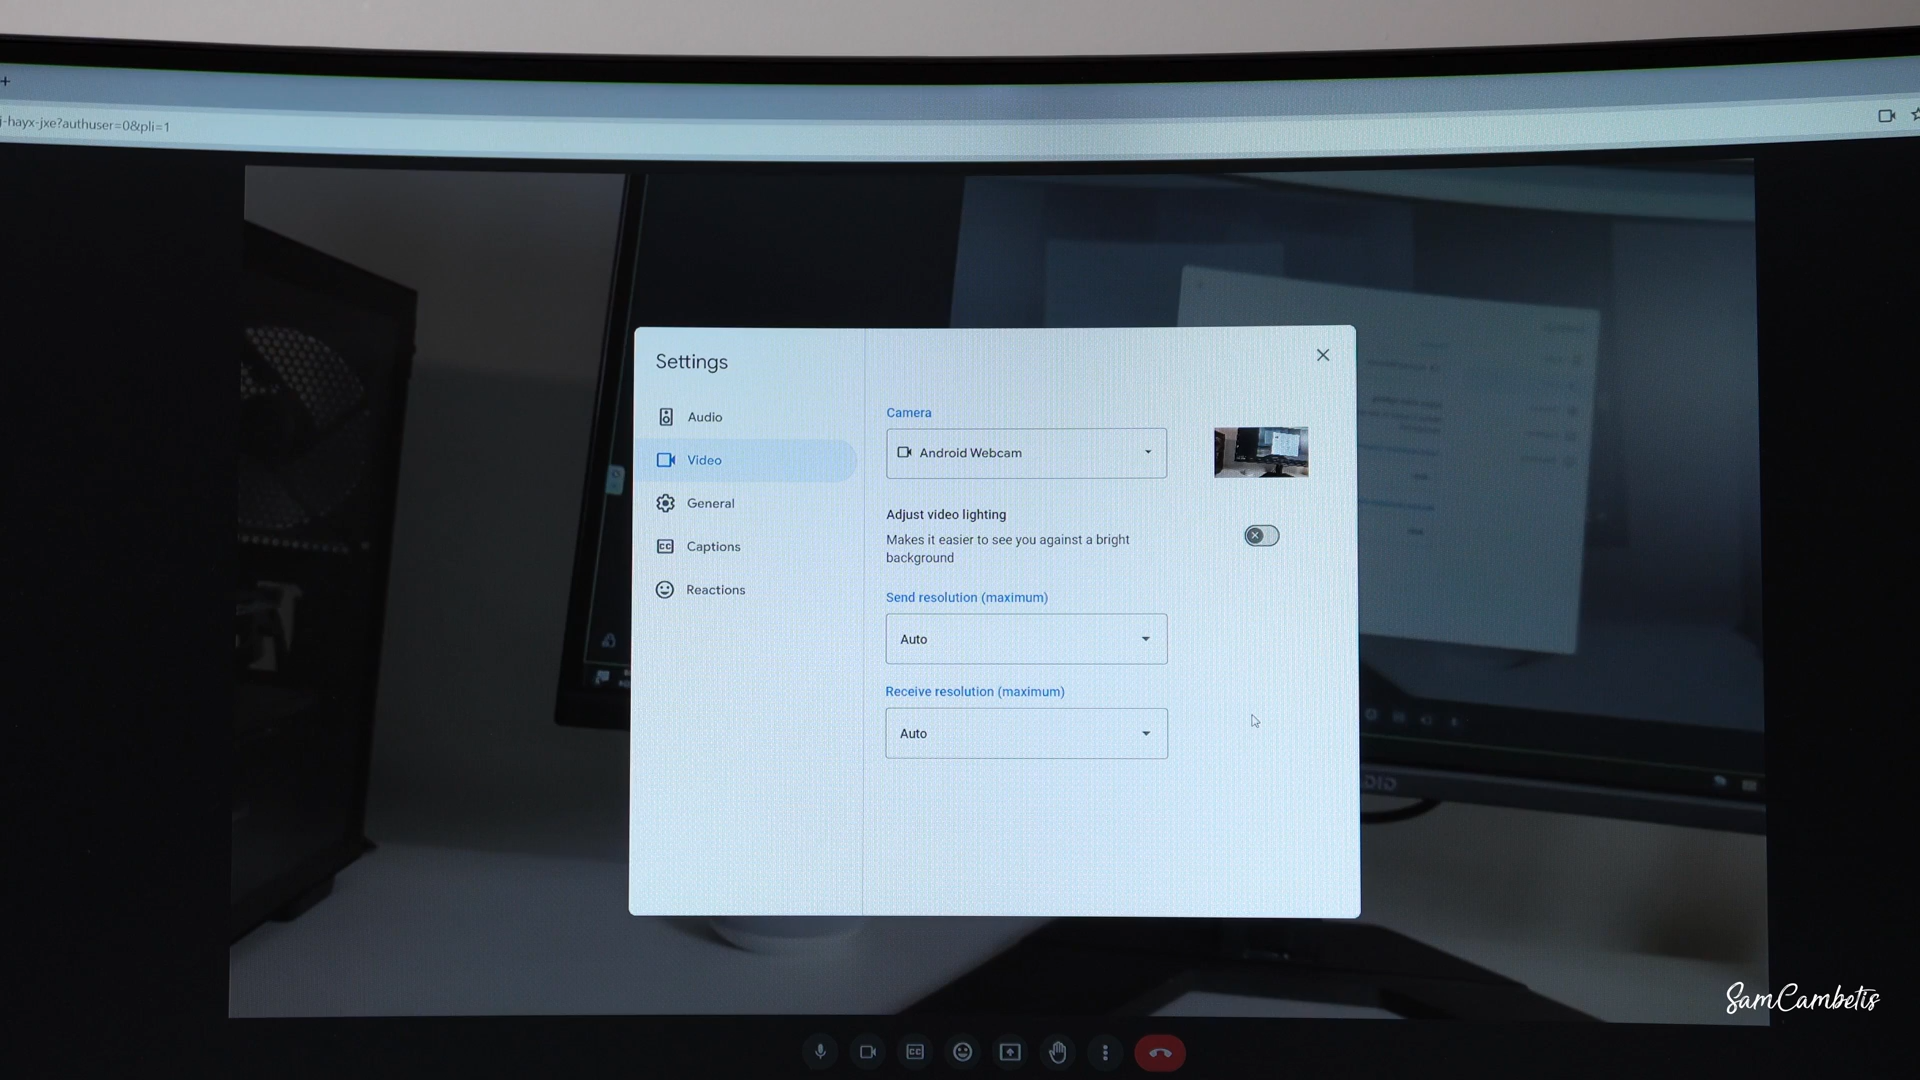 +
j-hayx-jxe?authuser=0&pli=1
Settings
Audio
Video
General
Captions
Reactions
Camera
Android Webcam
Adjust video lighting
Makes it easier to see you against a bright
background
Send resolution (maximum)
Auto
Receive resolution (maximum)
Auto
CC
SamCambetis